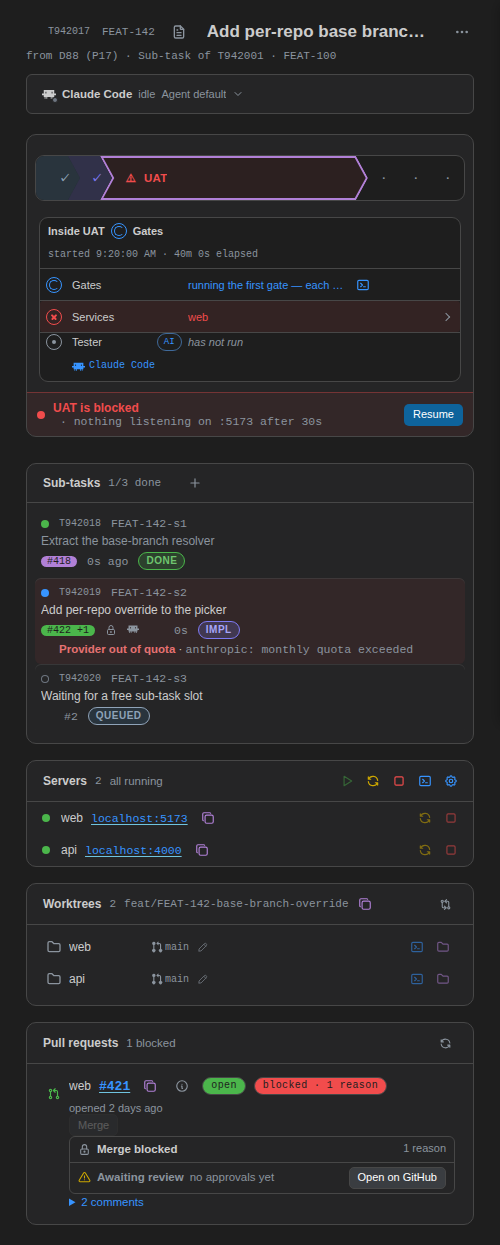 T942017 FEAT-142 Add per-repo base branc…
from D88 (P17) · Sub-task of T942001 · FEAT-100
Claude Code idle Agent default
UAT
Inside UAT Gates
started 9:20:00 AM · 40m 0s elapsed
Gates running the first gate — each …
Services web
Tester AI has not run
Claude Code
UAT is blocked
· nothing listening on :5173 after 30s
Resume
Sub-tasks 1/3 done
T942018 FEAT-142-s1
Extract the base-branch resolver
#418 0s ago DONE
T942019 FEAT-142-s2
Add per-repo override to the picker
#422 +1 0s IMPL
Provider out of quota · anthropic: monthly quota exceeded
T942020 FEAT-142-s3
Waiting for a free sub-task slot
#2 QUEUED
Servers 2 all running
web localhost:5173
api localhost:4000
Worktrees 2 feat/FEAT-142-base-branch-override
web main
api main
Pull requests 1 blocked
web #421 open blocked · 1 reason
opened 2 days ago
Merge
Merge blocked 1 reason
Awaiting review no approvals yet Open on GitHub
2 comments